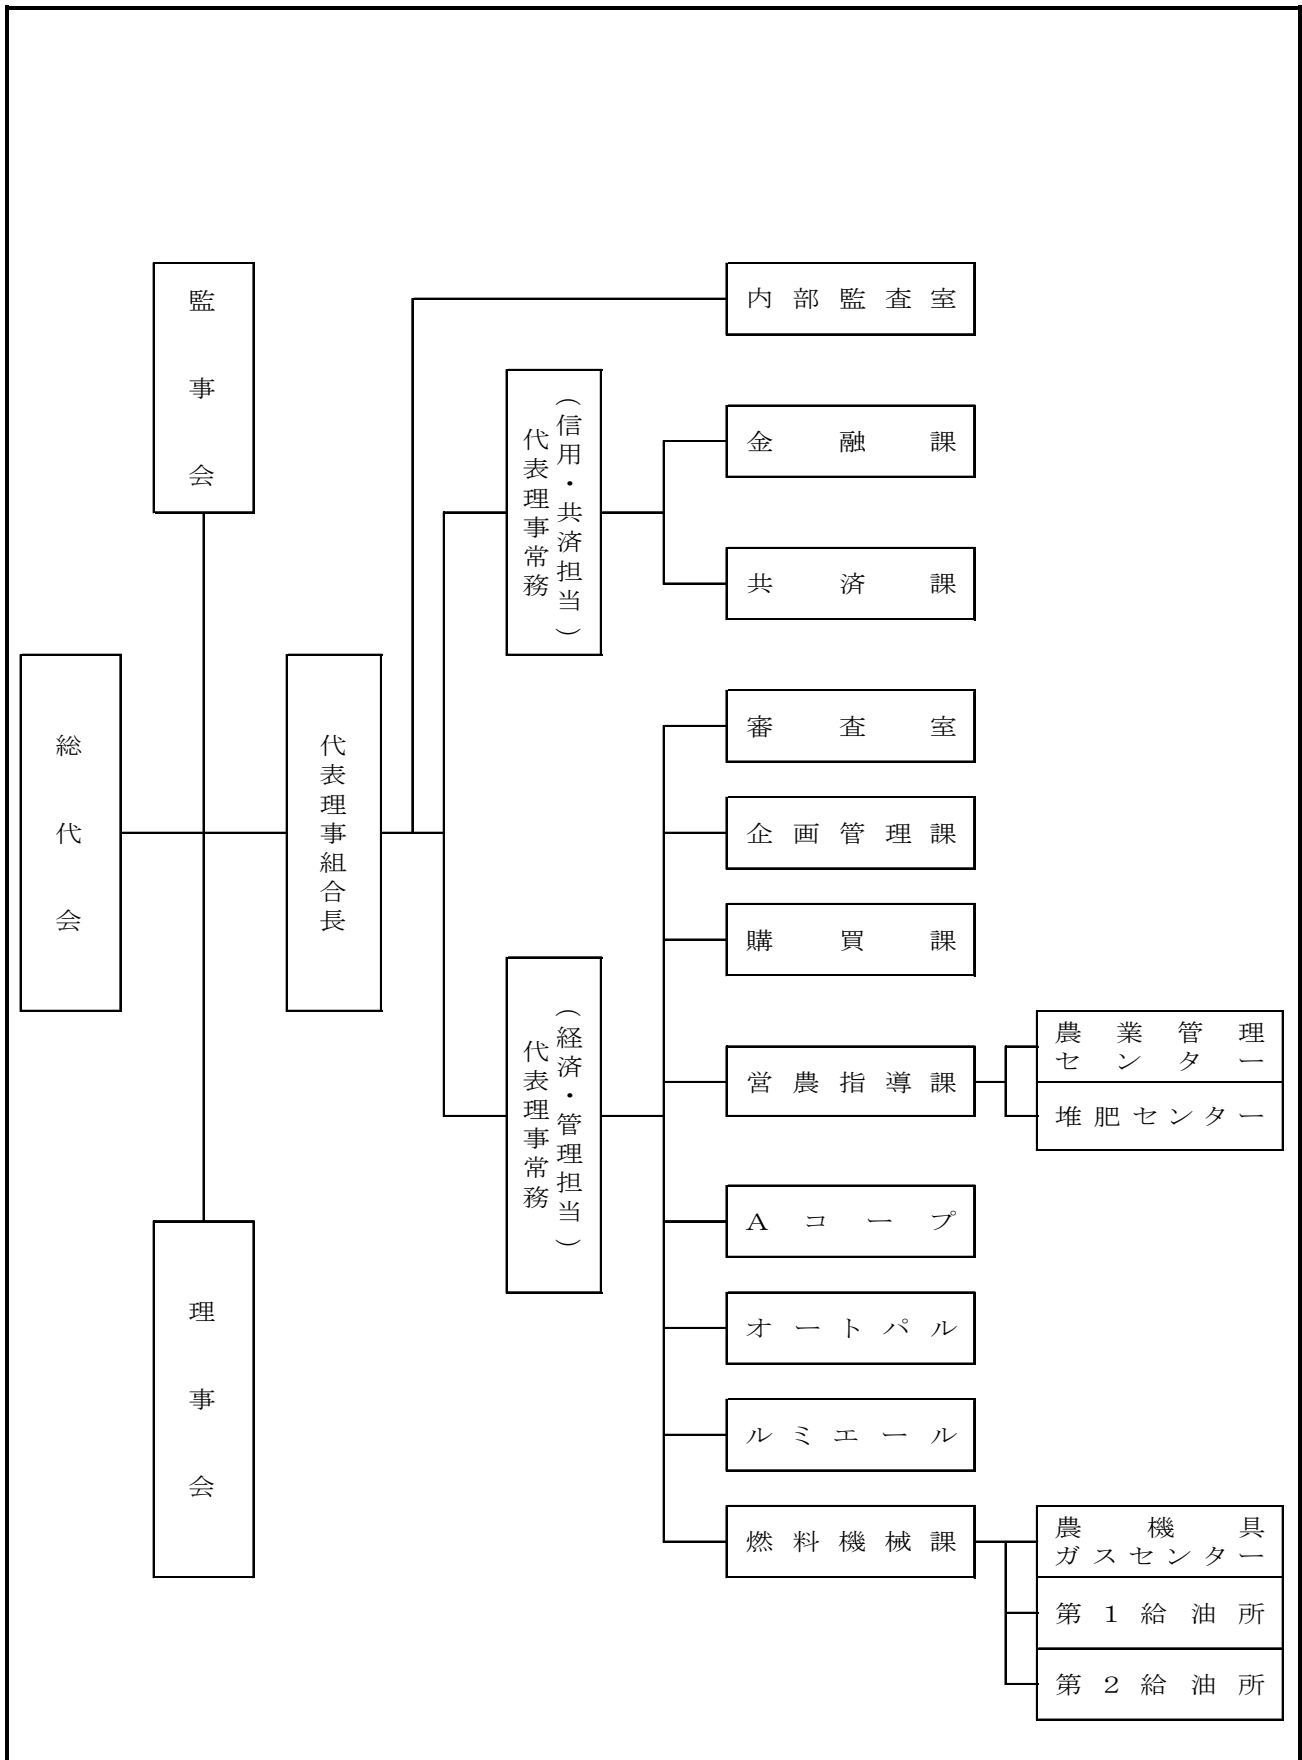 総代会
監事会
理事会
代表理事組合長
内部監査室
代表理事常務
（信用・共済担当）
金融課
共済課
代表理事常務
（経済・管理担当）
審査室
企画管理課
購買課
営農指導課
農業管理
センター
堆肥センター
Aコープ
オートパル
ルミエール
燃料機械課
農機具
ガスセンター
第1給油所
第2給油所